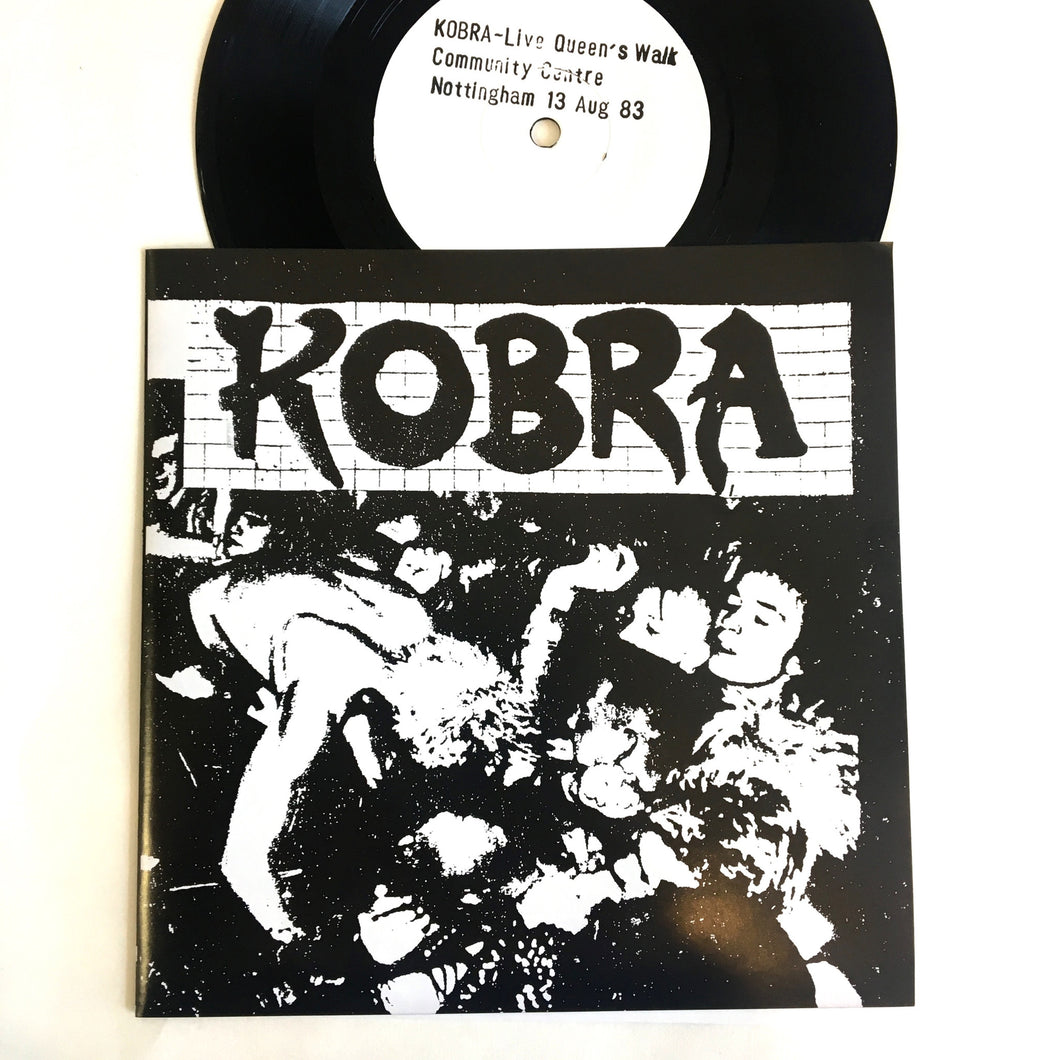 KOBRA-Live Queen's Walk
Community Centre
Nottingham 13 Aug 83
KOBRA